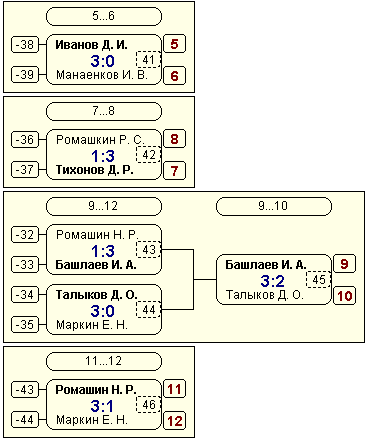 5...6
-38 Иванов Д. И. 5
3:0 41
-39 Манаенков И. В. 6
7...8
-36 Ромашкин Р. С. 8
1:3 42
-37 Тихонов Д. Р. 7
9...12 9...10
-32 Ромашин Н. Р.
1:3 43
-33 Башлаев И. А. Башлаев И. А. 9
3:2 45
-34 Талыков Д. О. Талыков Д. О. 10
3:0 44
-35 Маркин Е. Н.
11...12
-43 Ромашин Н. Р. 11
3:1 46
-44 Маркин Е. Н. 12